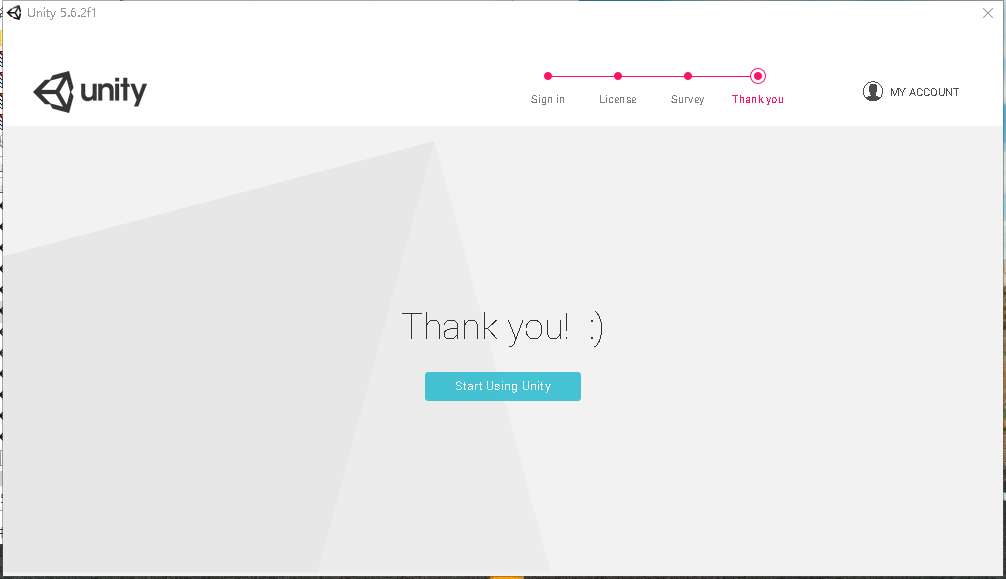 Unity 5.6.2f1
unity
Sign in
License
Survey
Thank you
MY ACCOUNT
Thank you! :)
Start Using Unity